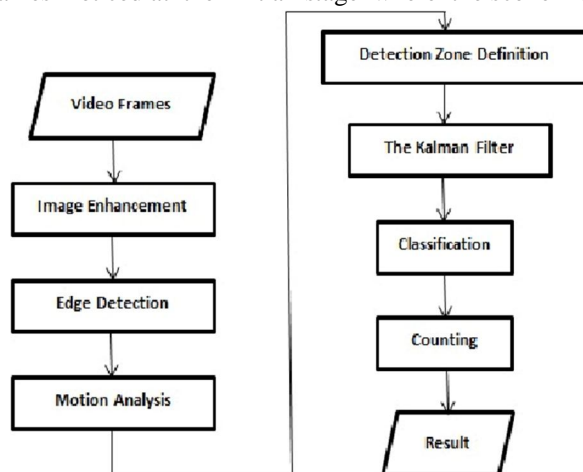 Video Frames
Image Enhancement
Edge Detection
Motion Analysis
Detection Zone Definition
The Kalman Filter
Classification
Counting
Result